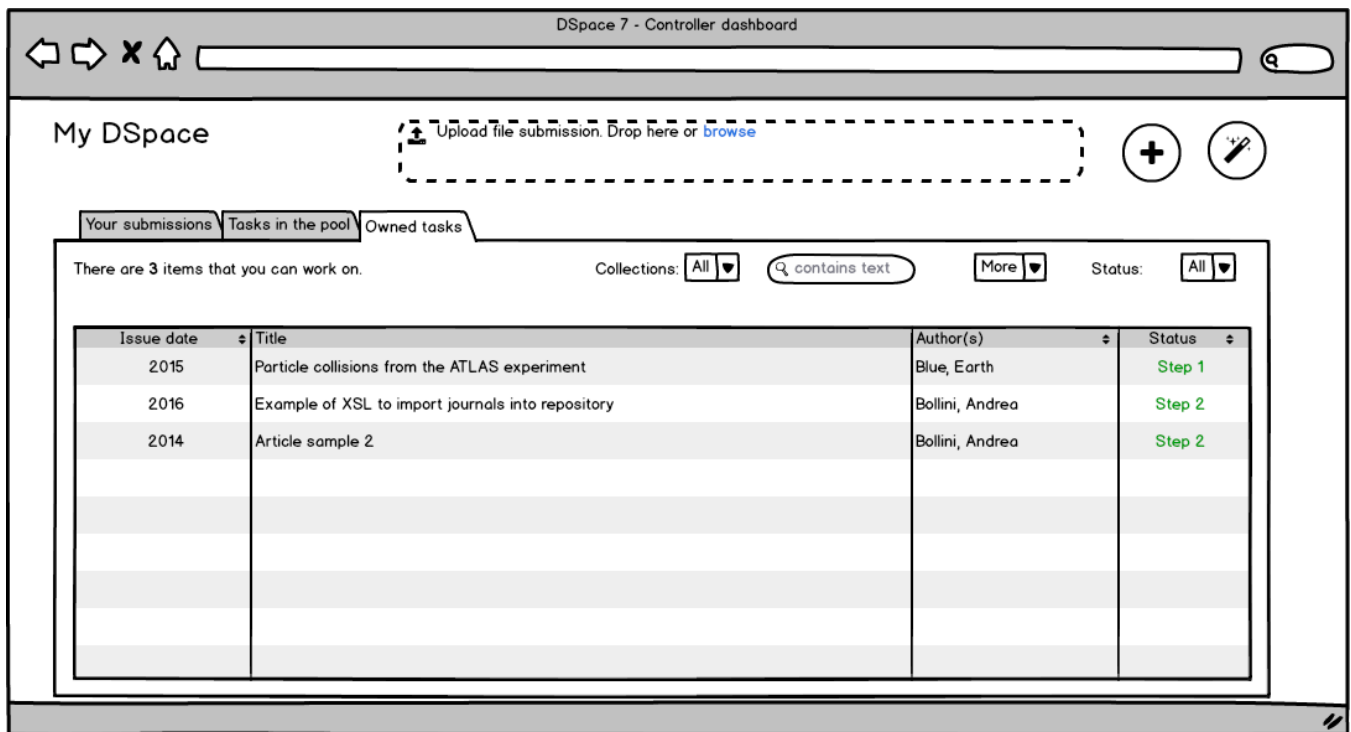 DSpace 7 - Controller dashboard
My DSpace
Upload file submission. Drop here or browse
Your submissions Tasks in the pool Owned tasks
There are 3 items that you can work on. Collections: All contains text More Status: All
Issue date Title Author(s) Status
2015 Particle collisions from the ATLAS experiment Blue, Earth Step 1
2016 Example of XSL to import journals into repository Bollini, Andrea Step 2
2014 Article sample 2 Bollini, Andrea Step 2